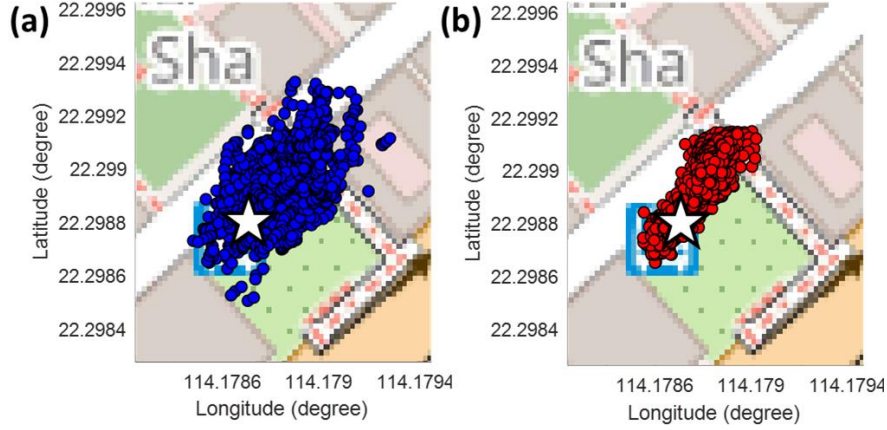 (a)
22.2996
22.2994
22.2992
22.299
22.2988
22.2986
22.2984
Latitude (degree)
Sha
114.1786
114.179
114.1794
Longitude (degree)
(b)
22.2996
22.2994
22.2992
22.299
22.2988
22.2986
22.2984
Latitude (degree)
Sha
114.1786
114.179
114.1794
Longitude (degree)